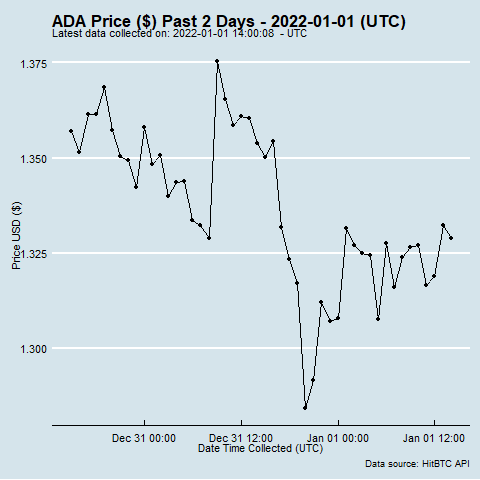 ADA Price ($) Past 2 Days - 2022-01-01 (UTC)
Latest data collected on: 2022-01-01 14:00:08  - UTC
1.375
1.350
1.325
1.300
Price USD ($)
Dec 31 00:00
Dec 31 12:00
Jan 01 00:00
Jan 01 12:00
Date Time Collected (UTC)
Data source: HitBTC API